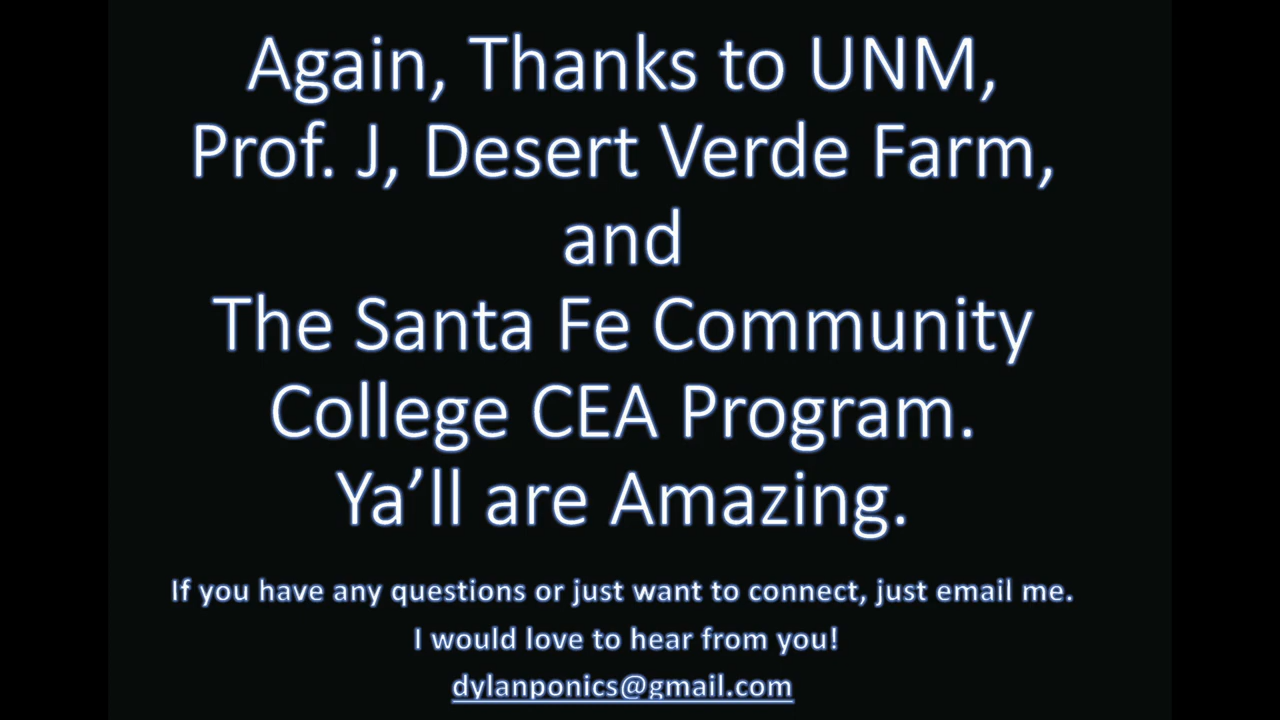 Again, Thanks to UNM,
Prof. J, Desert Verde Farm,
and
The Santa Fe Community
College CEA Program.
Ya’ll are Amazing.
If you have any questions or just want to connect, just email me.
I would love to hear from you!
dylanponics@gmail.com